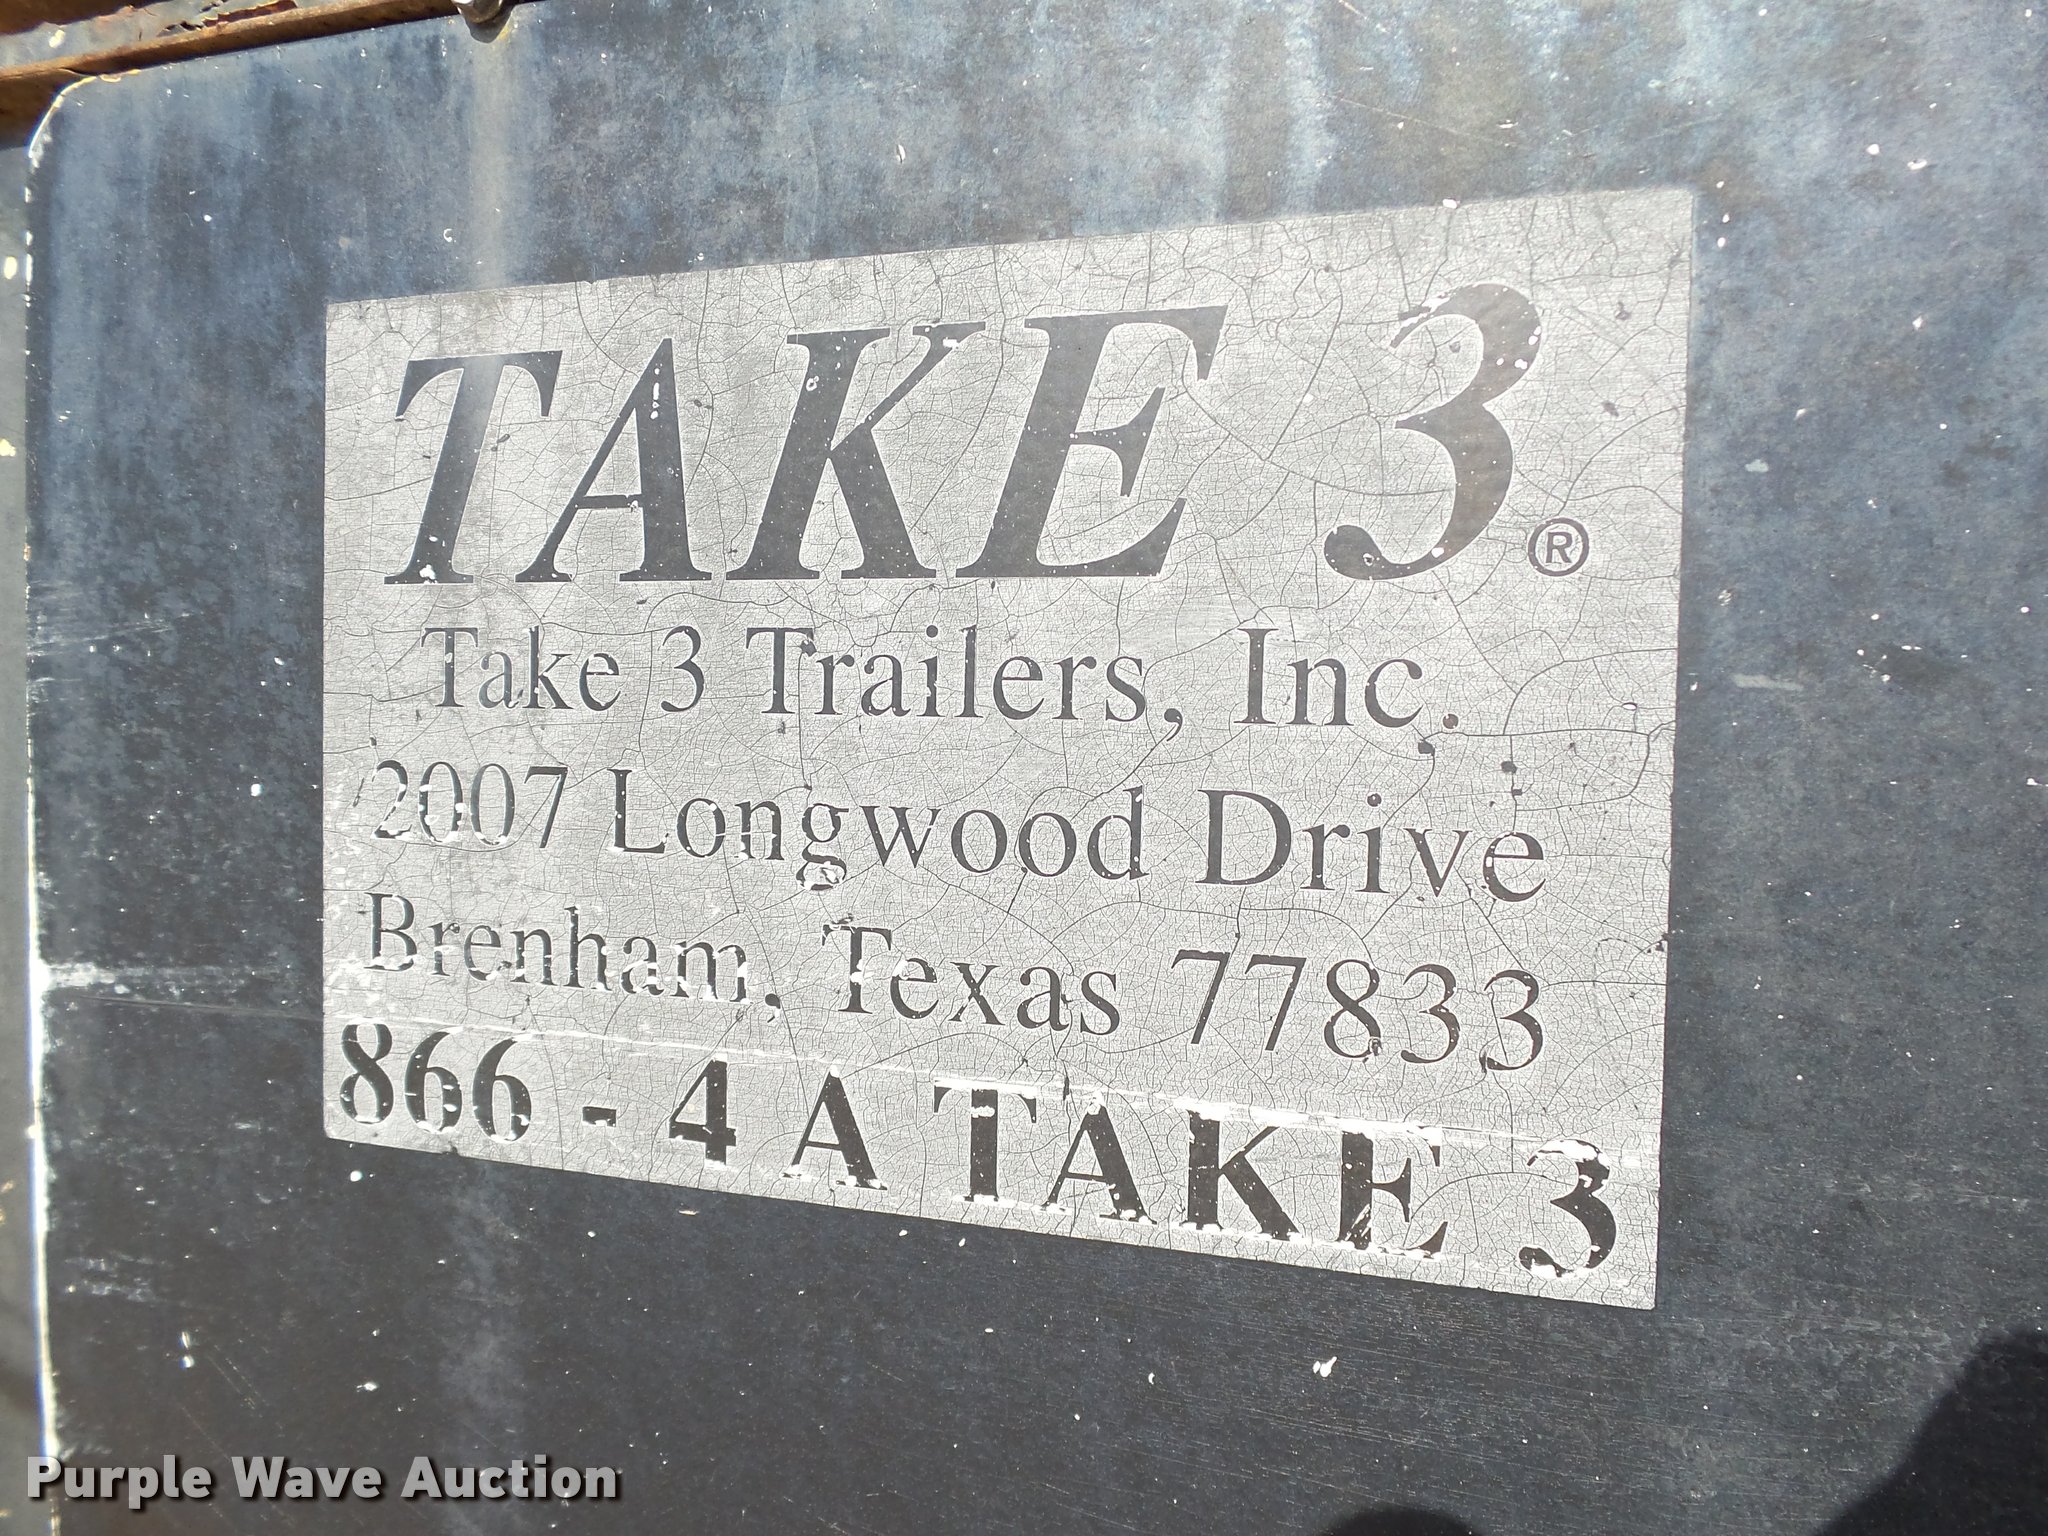 TAKE 3®
Take 3 Trailers, Inc.
2007 Longwood Drive
Brenham, Texas 77833
866 - 4 A TAKE 3
Purple Wave Auction